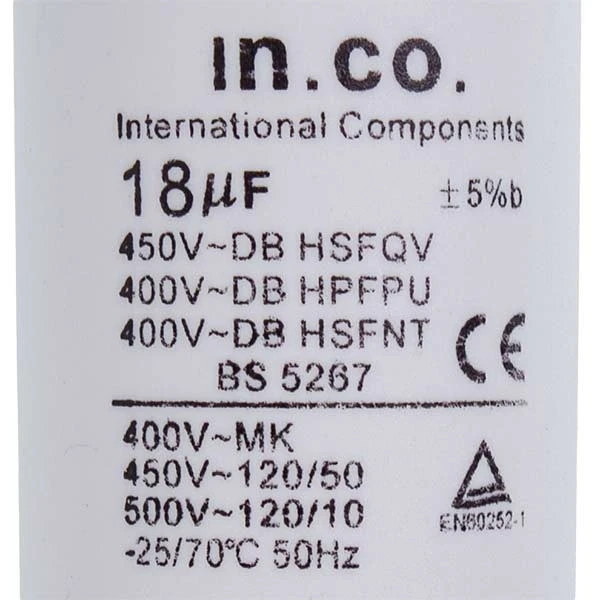 in.co.
International Components
18µF ±5%b
450V~DB HSFQV
400V~DB HPFPU
400V~DB HSFNT
BS 5267 CE
400V~MK
450V~120/50
500V~120/10
EN60252-1
-25/70°C 50Hz